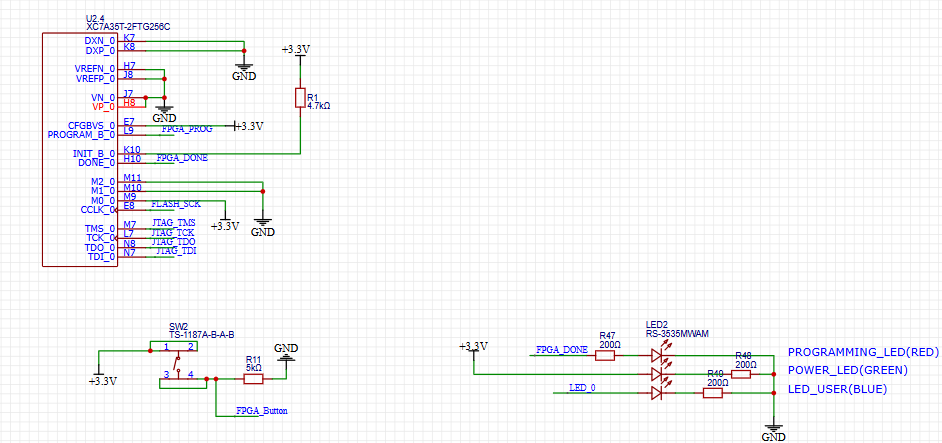 U2.4
XC7A35T-2FTG256C
DXN_0 K7
DXP_0 K8
GND
+3.3V
VREFN_0 H7
VREFP_0 J8
VN_0 J7
VP_0 H8
GND
R1
4.7kΩ
CFGBVS_0 E7 +3.3V
PROGRAM_B_0 L9 FPGA_PROG
INIT_B_0 K10
DONE_0 H10 FPGA_DONE
M2_0 M11
M1_0 M10
M0_0 M9
CCLK_0 E8 FLASH_SCK
+3.3V
GND
TMS_0 M7 JTAG_TMS
TCK_0 L7 JTAG_TCK
TDO_0 N8 JTAG_TDO
TDI_0 N7 JTAG_TDI
SW2
TS-1187A-B-A-B
1 2
3 4
+3.3V
R11
5kΩ
GND
FPGA_Button
LED2
RS-3535MWAM
+3.3V
FPGA_DONE
R47
200Ω
R48
200Ω
R49
200Ω
LED_0
GND
PROGRAMMING_LED(RED)
POWER_LED(GREEN)
LED_USER(BLUE)